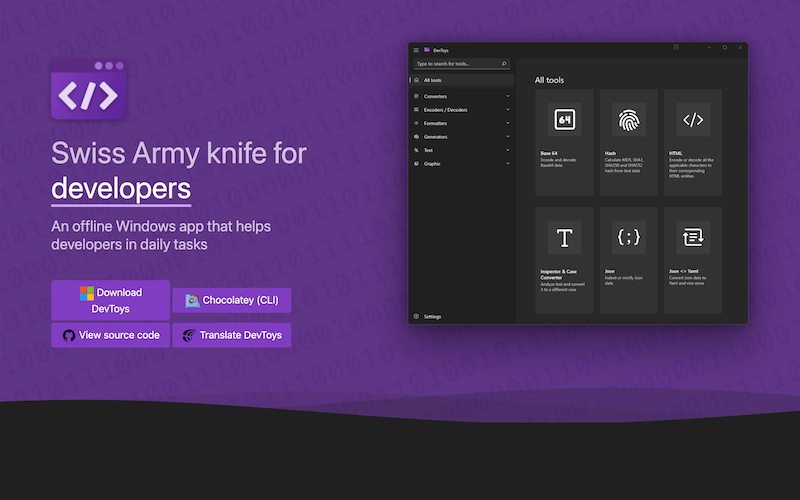 Swiss Army knife for
developers
An offline Windows app that helps
developers in daily tasks
Download
DevToys
Chocolatey (CLI)
View source code
Translate DevToys
DevToys
Type to search for tools...
All tools
Converters
Encoders / Decoders
Formatters
Generators
Text
Graphic
Settings
All tools
64
Base 64
Encode and decode
Base64 data
Hash
Calculate MD5, SHA1,
SHA256 and SHA512
hash from text data
</>
HTML
Encode or decode all the
applicable characters to
their corresponding
HTML entities
T
Inspector & Case
Converter
Analyze text and
convert it to a different case
{;}
Json
Indent or minify Json
data
Json <> Yaml
Convert Json data to
Yaml and vice versa